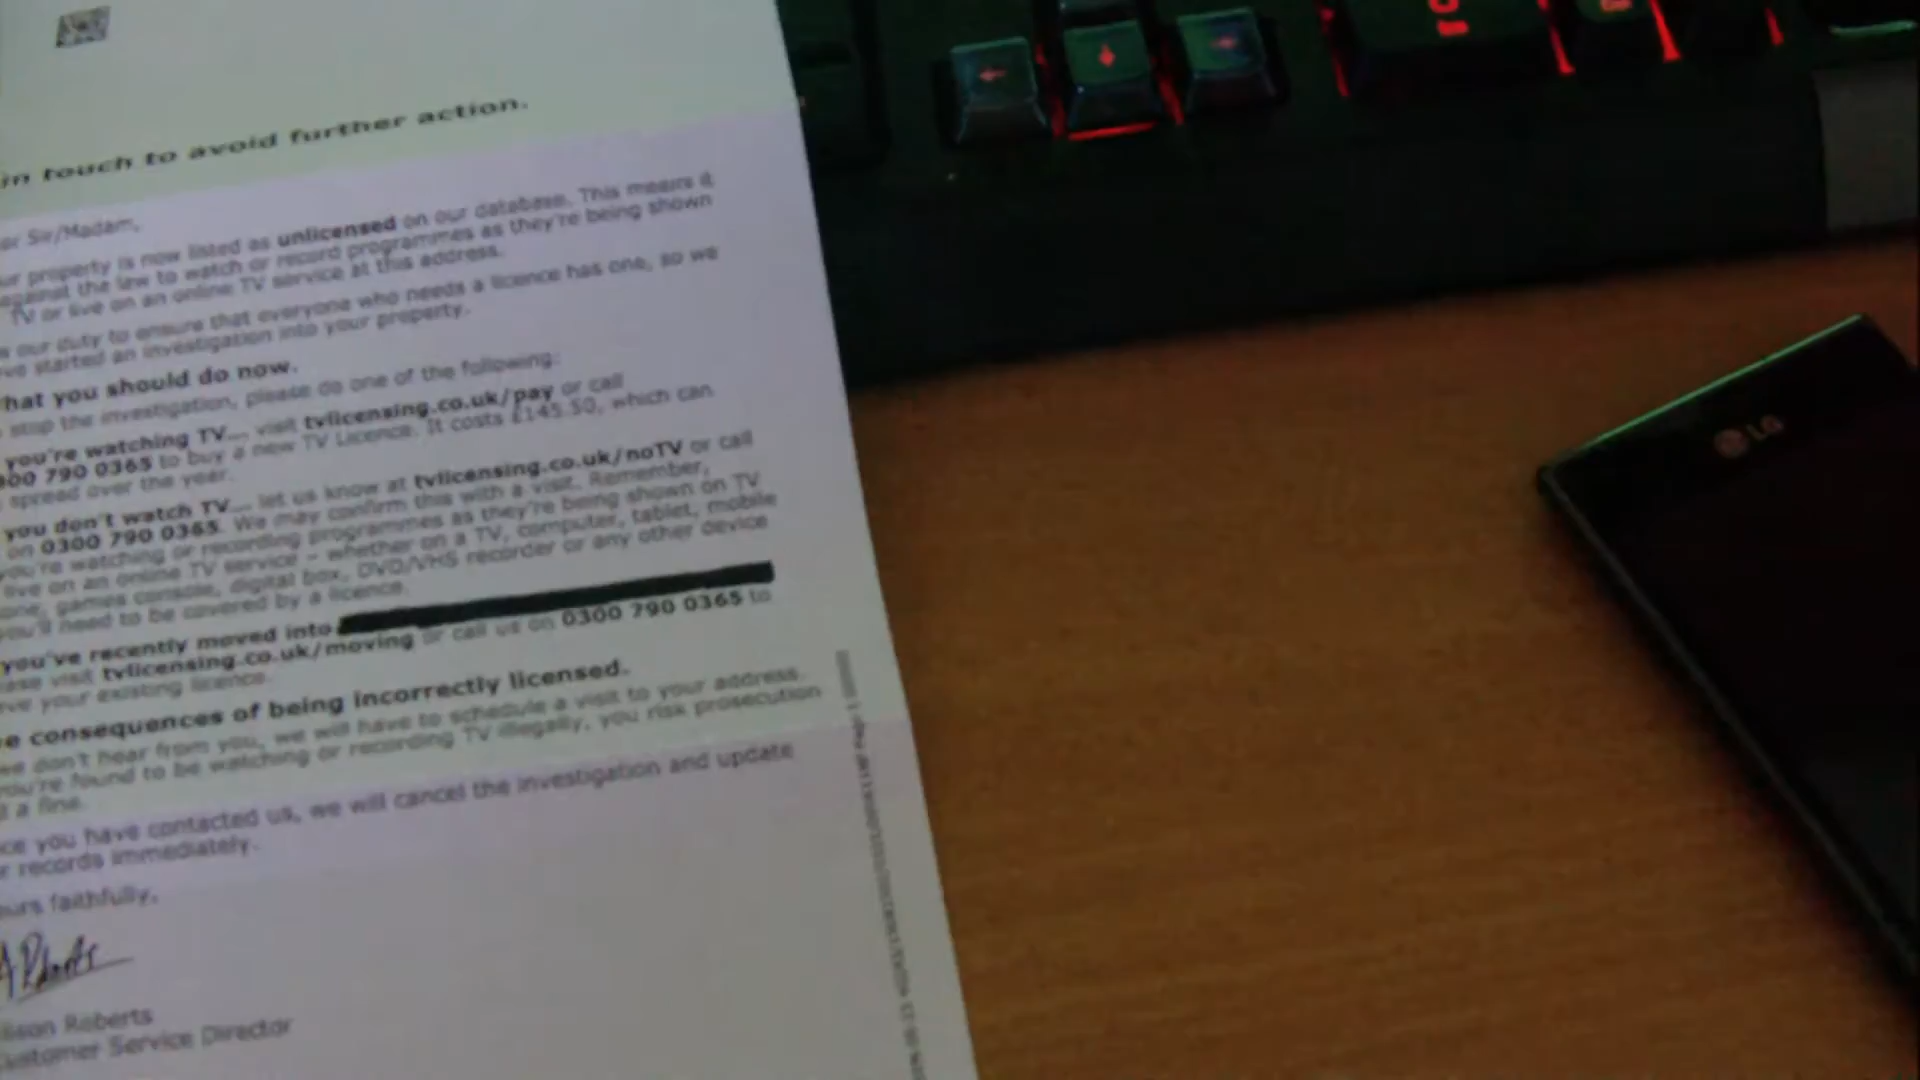 in touch to avoid further action.
Sir/Madam,
property is now listed as unlicensed on our database. This means it
against the law to watch or record programmes as they're being shown
TV or live on an online TV service at this address.
our duty to ensure that everyone who needs a licence has one, so we
started an investigation into your property.
hat you should do now.
stop the investigation, please do one of the following:
you're watching TV... visit tvlicensing.co.uk/pay or call
300 790 0365 to buy a new TV Licence. It costs £145.50, which can
spread over the year.
you don't watch TV... let us know at tvlicensing.co.uk/noTV or call
on 0300 790 0365. We may confirm this with a visit. Remember,
you're watching or recording programmes as they're being shown on TV
live on an online TV service – whether on a TV, computer, tablet, mobile
one, games console, digital box, DVD/VHS recorder or any other device
you'll need to be covered by a licence.
you've recently moved into
ease visit tvlicensing.co.uk/moving or call us on 0300 790 0365 to
ve your existing licence.
e consequences of being incorrectly licensed.
we don't hear from you, we will have to schedule a visit to your address.
you're found to be watching or recording TV illegally, you risk prosecution
a fine.
ce you have contacted us, we will cancel the investigation and update
r records immediately.
ours faithfully,
A Roberts
lison Roberts
Customer Service Director
LG